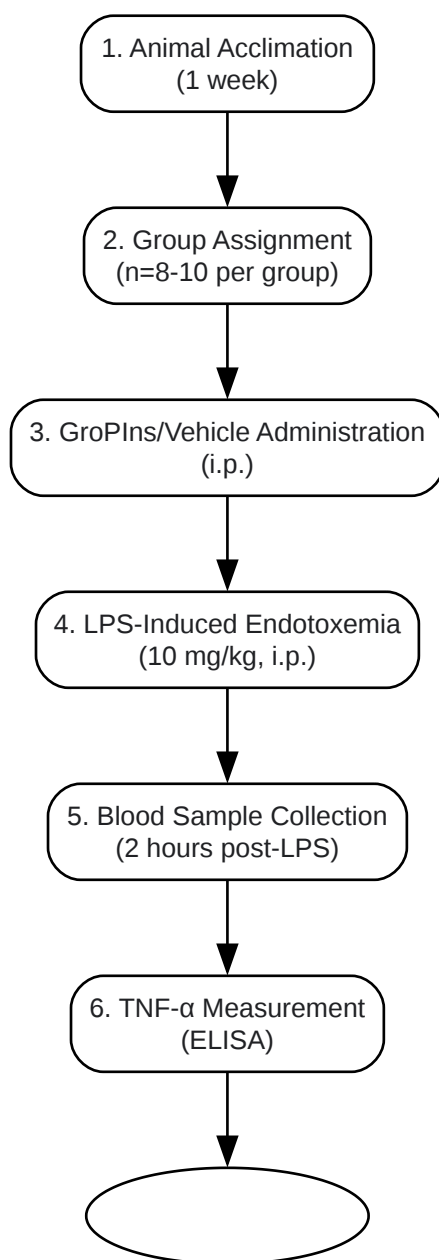 1. Animal Acclimation
(1 week)
2. Group Assignment
(n=8-10 per group)
3. GroPIns/Vehicle Administration
(i.p.)
4. LPS-Induced Endotoxemia
(10 mg/kg, i.p.)
5. Blood Sample Collection
(2 hours post-LPS)
6. TNF-α Measurement
(ELISA)